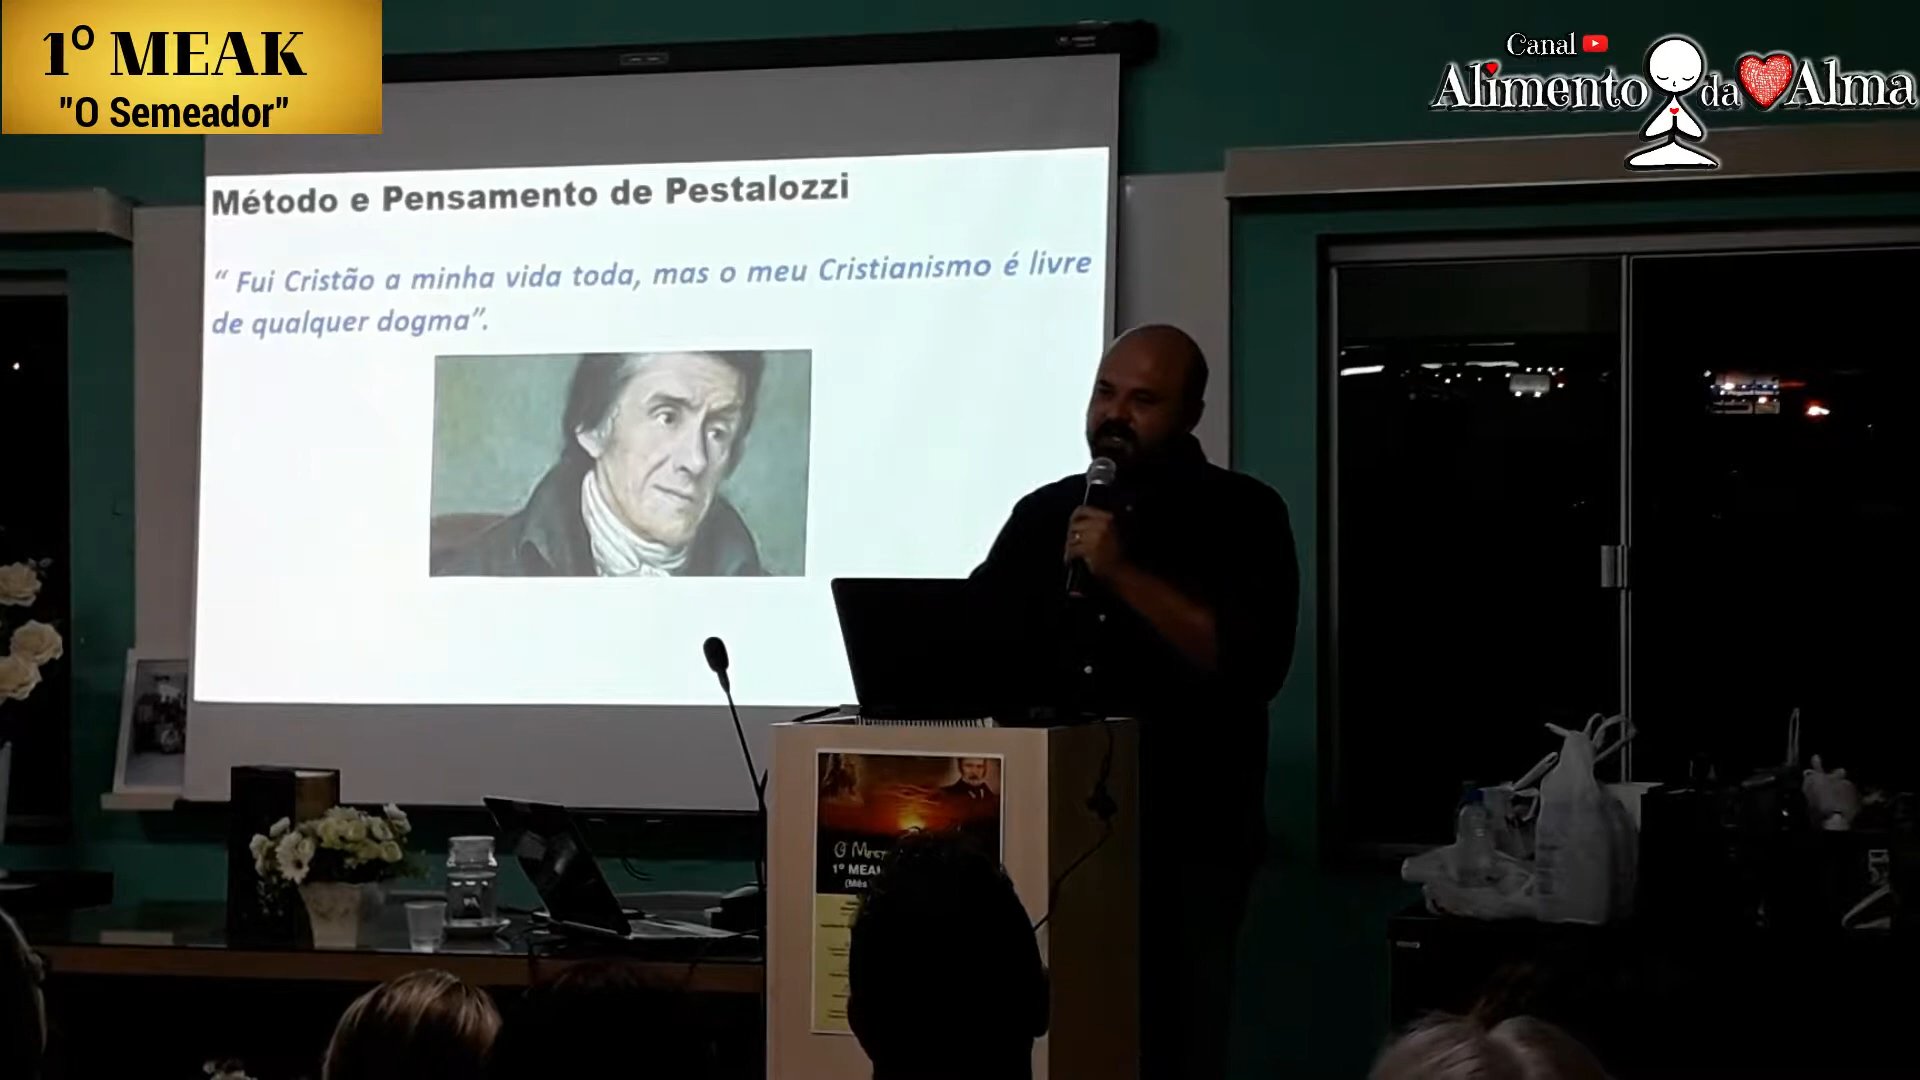 1º MEAK
"O Semeador"
Canal
Alimento da Alma
Método e Pensamento de Pestalozzi
“ Fui Cristão a minha vida toda, mas o meu Cristianismo é livre
de qualquer dogma”.
1º MEAK